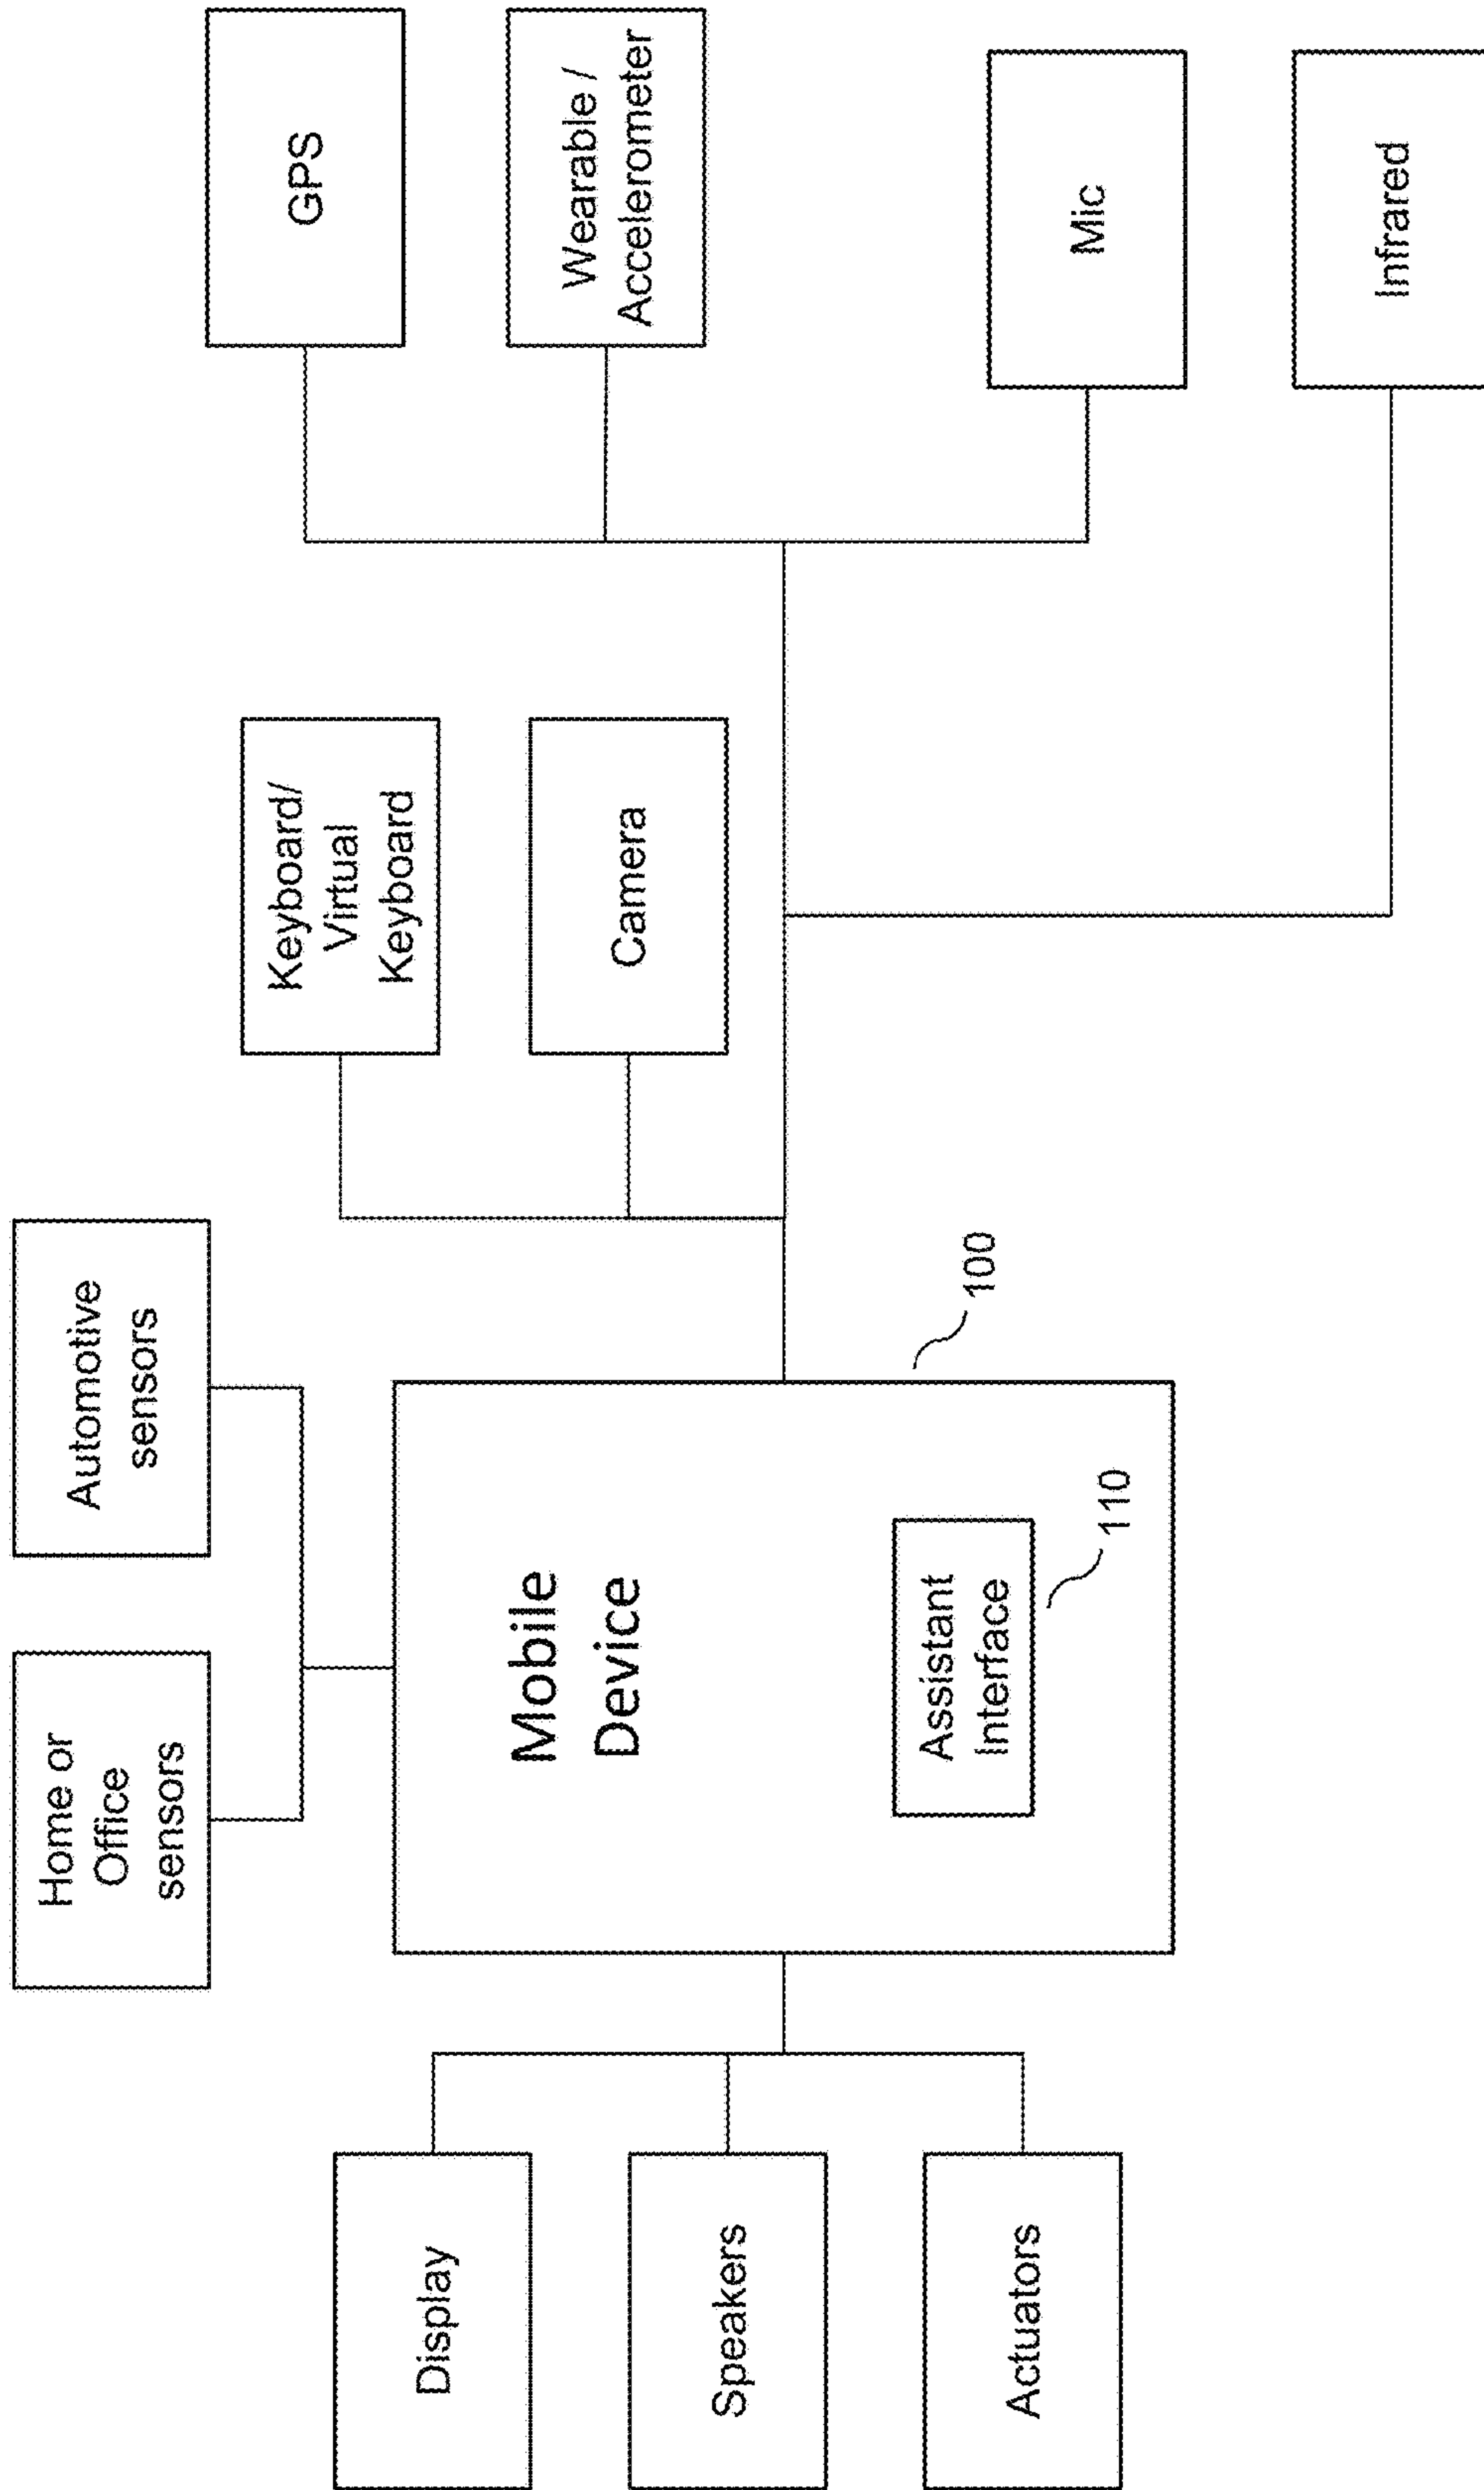 Home or
Office
sensors
Automotive
sensors
Display
Speakers
Actuators
Mobile
Device
Assistant
Interface
110
100
Keyboard/
Virtual
Keyboard
Camera
GPS
Wearable /
Accelerometer
Mic
Infrared